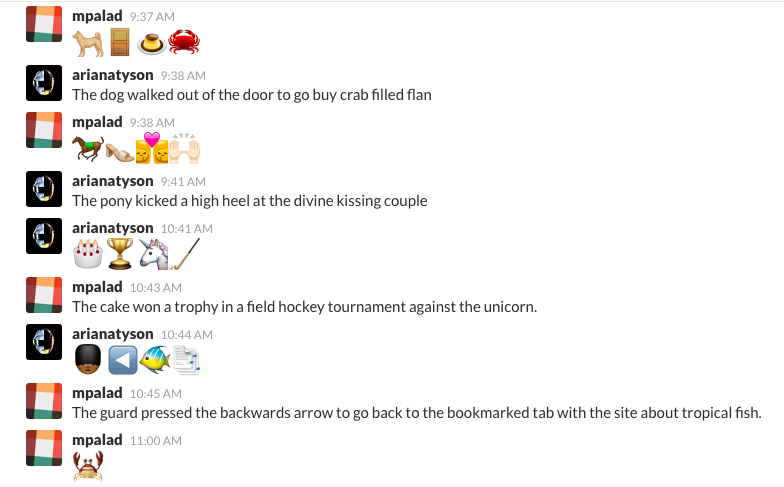 mpalad 9:37 AM
arianatyson 9:38 AM
The dog walked out of the door to go buy crab filled flan
mpalad 9:38 AM
arianatyson 9:41 AM
The pony kicked a high heel at the divine kissing couple
arianatyson 10:41 AM
mpalad 10:43 AM
The cake won a trophy in a field hockey tournament against the unicorn.
arianatyson 10:44 AM
mpalad 10:45 AM
The guard pressed the backwards arrow to go back to the bookmarked tab with the site about tropical fish.
mpalad 11:00 AM